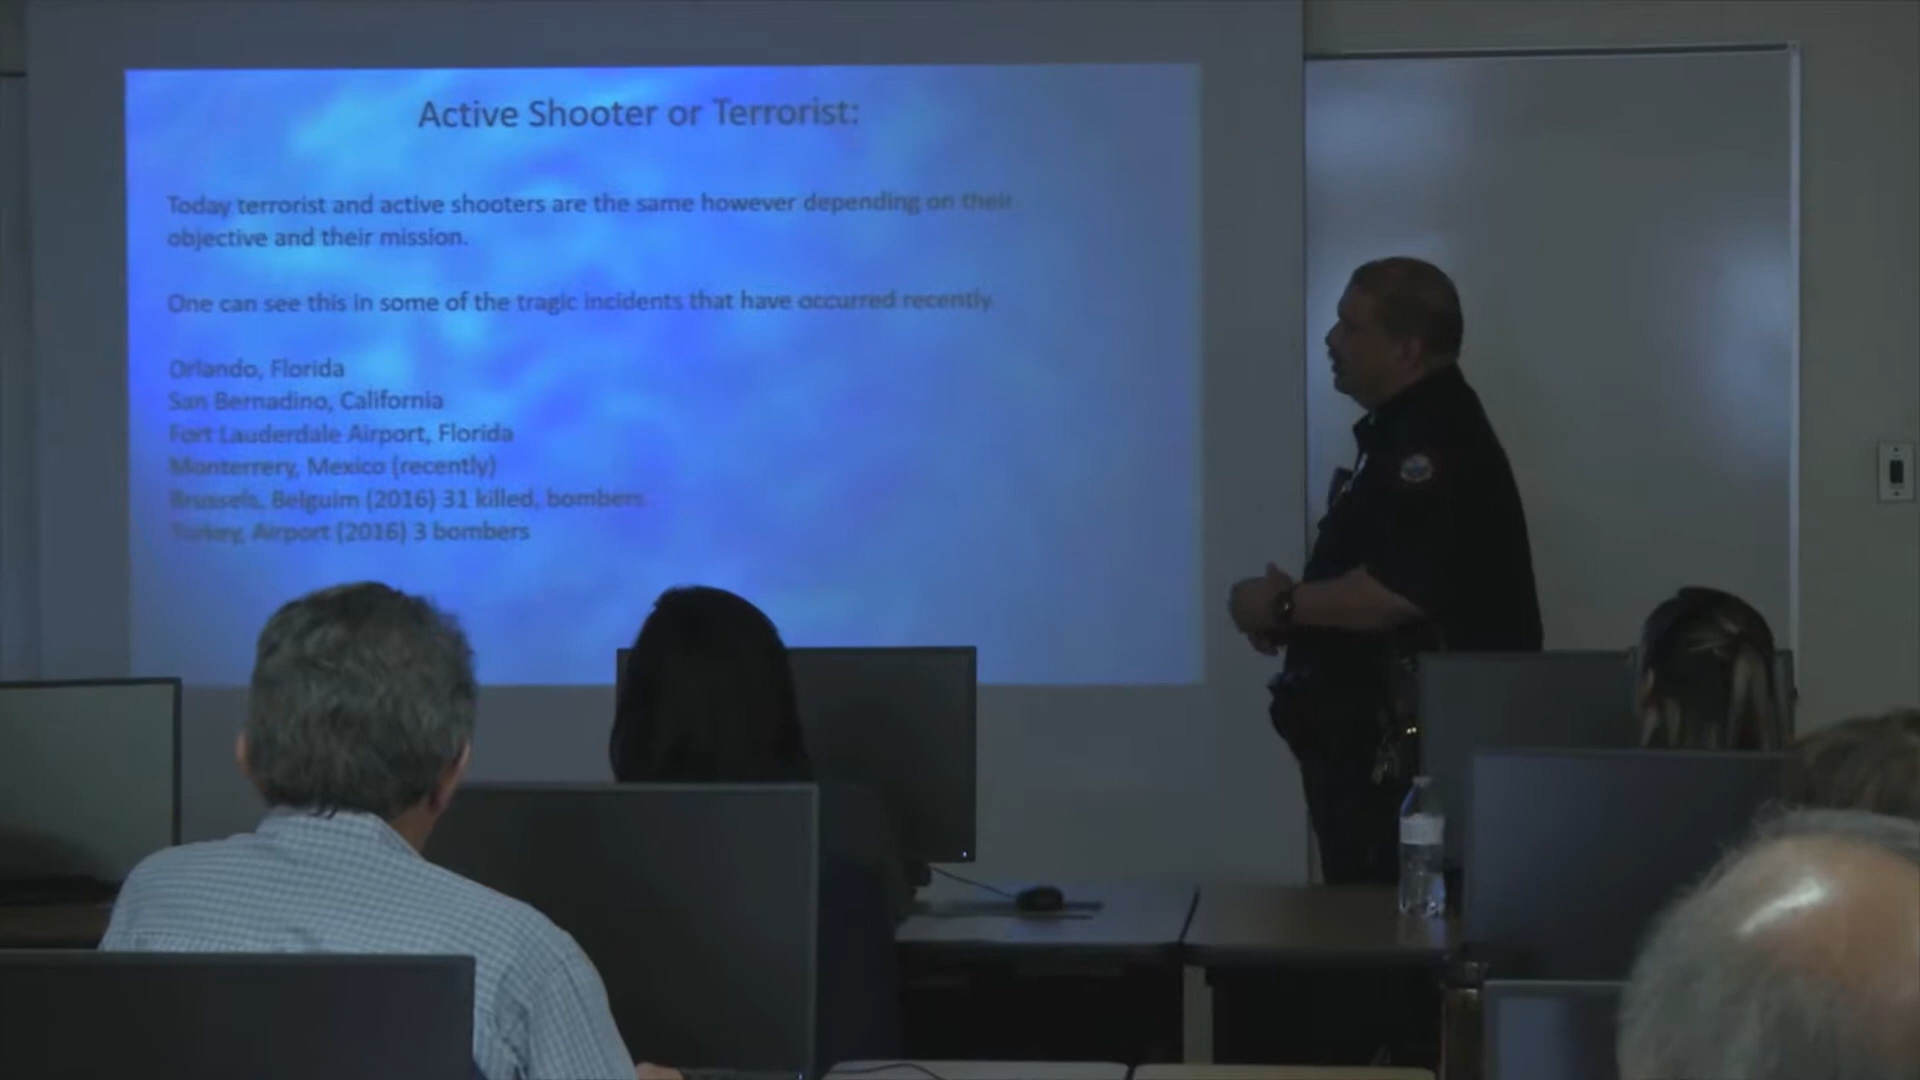 Active Shooter or Terrorist:
Today terrorist and active shooters are the same however depending on their
objective and their mission.
One can see this in some of the tragic incidents that have occurred recently
Orlando, Florida
San Bernadino, California
Fort Lauderdale Airport, Florida
Monterrery, Mexico (recently)
Brussels, Belguim (2016) 31 killed, bombers
Turkey, Airport (2016) 3 bombers